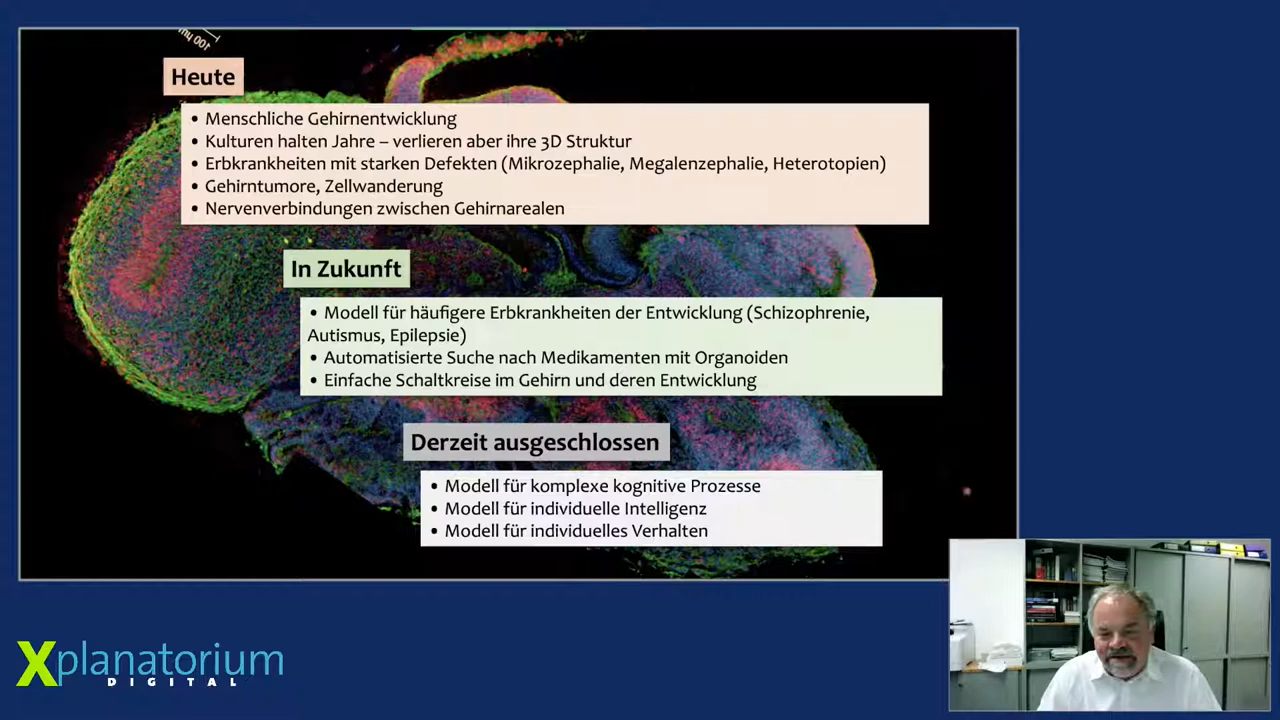 100 µm
Heute
• Menschliche Gehirnentwicklung
• Kulturen halten Jahre – verlieren aber ihre 3D Struktur
• Erbkrankheiten mit starken Defekten (Mikrozephalie, Megalenzephalie, Heterotopien)
• Gehirntumore, Zellwanderung
• Nervenverbindungen zwischen Gehirnarealen
In Zukunft
• Modell für häufigere Erbkrankheiten der Entwicklung (Schizophrenie,
Autismus, Epilepsie)
• Automatisierte Suche nach Medikamenten mit Organoiden
• Einfache Schaltkreise im Gehirn und deren Entwicklung
Derzeit ausgeschlossen
• Modell für komplexe kognitive Prozesse
• Modell für individuelle Intelligenz
• Modell für individuelles Verhalten
Xplanatorium
DIGITAL